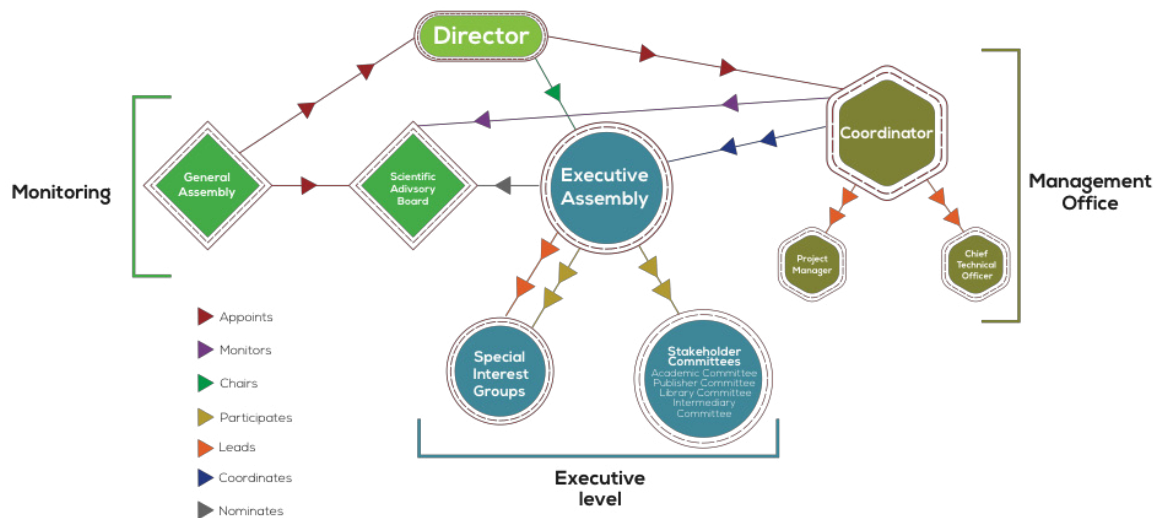 Director
Monitoring
General
Assembly
Scientific
Adivsory
Board
Executive
Assembly
Coordinator
Management
Office
Project
Manager
Chief
Technical
Officer
Appoints
Monitors
Chairs
Participates
Leads
Coordinates
Nominates
Special
Interest
Groups
Stakeholder
Committees
Academic Committee
Publisher Committee
Library Committee
Intermediary
Committee
Executive
level